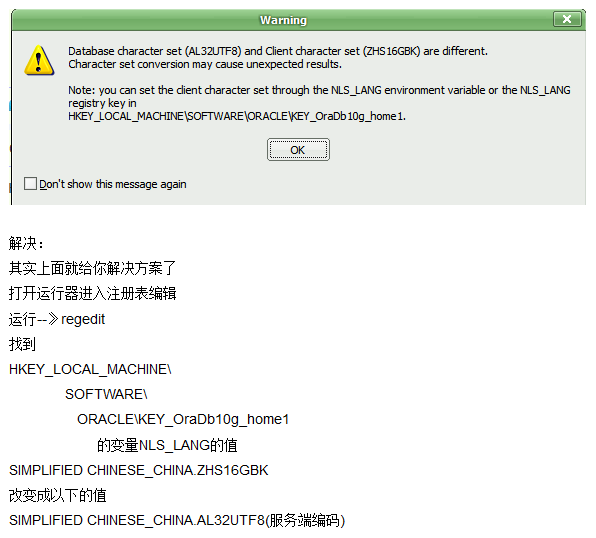 Warning
Database character set (AL32UTF8) and Client character set (ZHS16GBK) are different.
Character set conversion may cause unexpected results.
Note: you can set the client character set through the NLS_LANG environment variable or the NLS_LANG
registry key in
HKEY_LOCAL_MACHINE\SOFTWARE\ORACLE\KEY_OraDb10g_home1.
OK
Don't show this message again
解决：
其实上面就给你解决方案了
打开运行器进入注册表编辑
运行--》regedit
找到
HKEY_LOCAL_MACHINE\
SOFTWARE\
ORACLE\KEY_OraDb10g_home1
的变量NLS_LANG的值
SIMPLIFIED CHINESE_CHINA.ZHS16GBK
改变成以下的值
SIMPLIFIED CHINESE_CHINA.AL32UTF8(服务端编码)